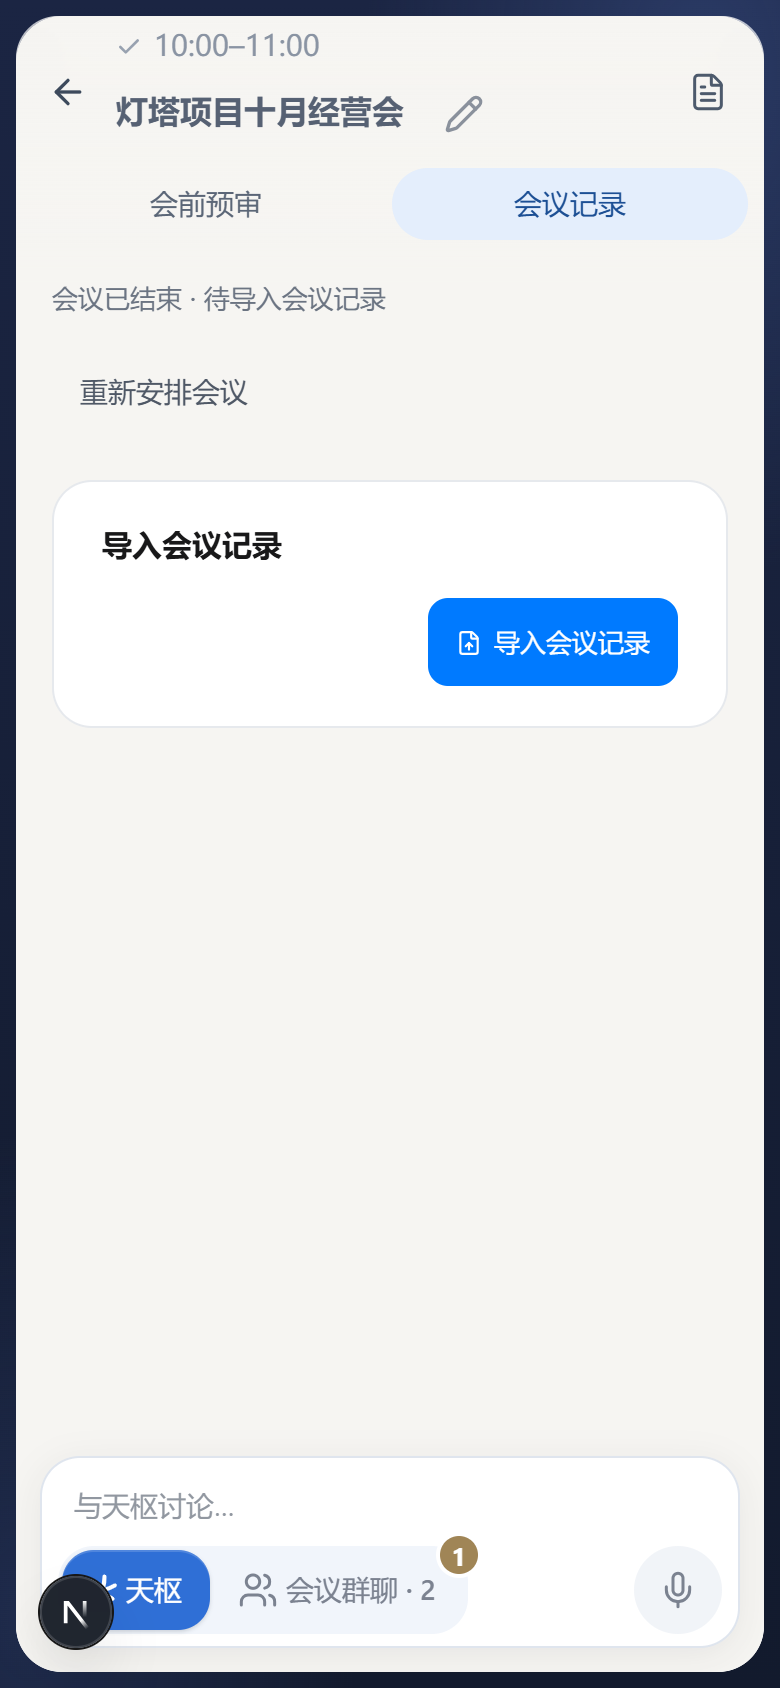 10:00–11:00
灯塔项目十月经营会
会前预审
会议记录
会议已结束 · 待导入会议记录
重新安排会议
导入会议记录
导入会议记录
与天枢讨论...
1
天枢
会议群聊 · 2
N